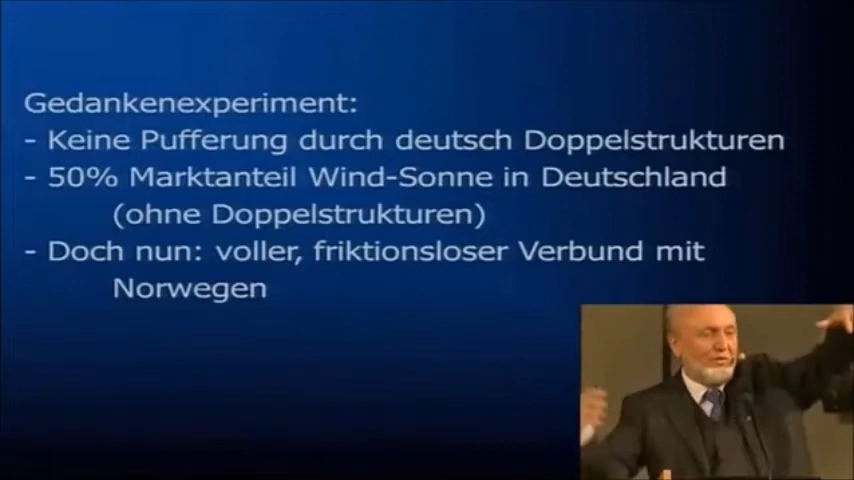 Gedankenexperiment:
- Keine Pufferung durch deutsch Doppelstrukturen
- 50% Marktanteil Wind-Sonne in Deutschland
(ohne Doppelstrukturen)
- Doch nun: voller, friktionsloser Verbund mit
Norwegen